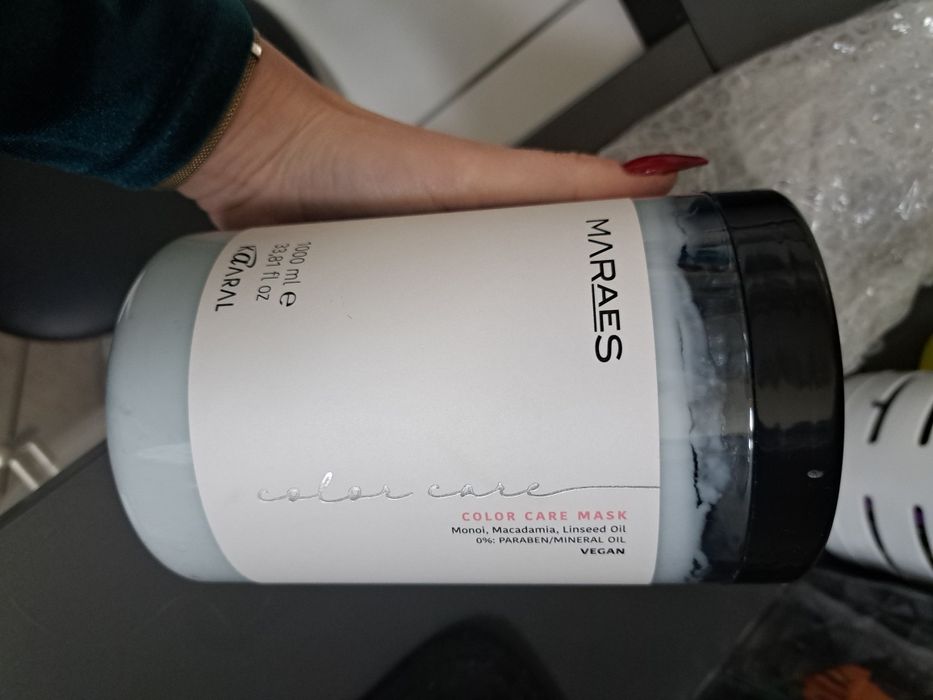 MARAES
color care
COLOR CARE MASK
Monoi, Macadamia, Linseed Oil
0%: PARABEN/MINERAL OIL
VEGAN
1000 ml e
33,81 fl oz
K@ARAL